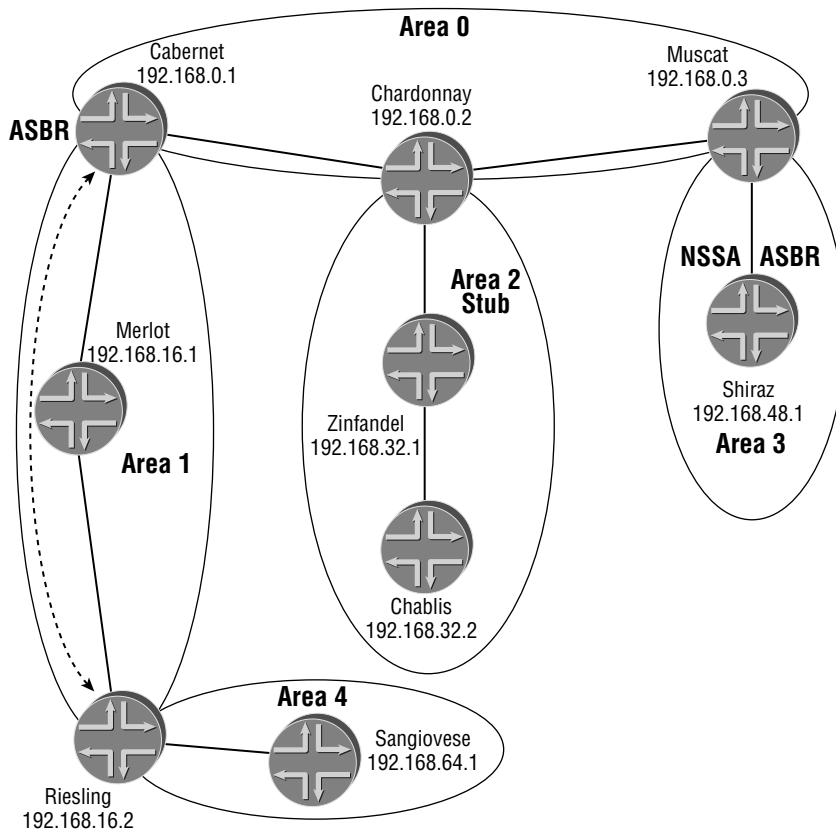 Area 0
Cabernet
192.168.0.1
Muscat
192.168.0.3
Chardonnay
192.168.0.2
ASBR
NSSA ASBR
Area 2
Stub
Merlot
192.168.16.1
Area 1
Zinfandel
192.168.32.1
Shiraz
192.168.48.1
Area 3
Chablis
192.168.32.2
Area 4
Sangiovese
192.168.64.1
Riesling
192.168.16.2